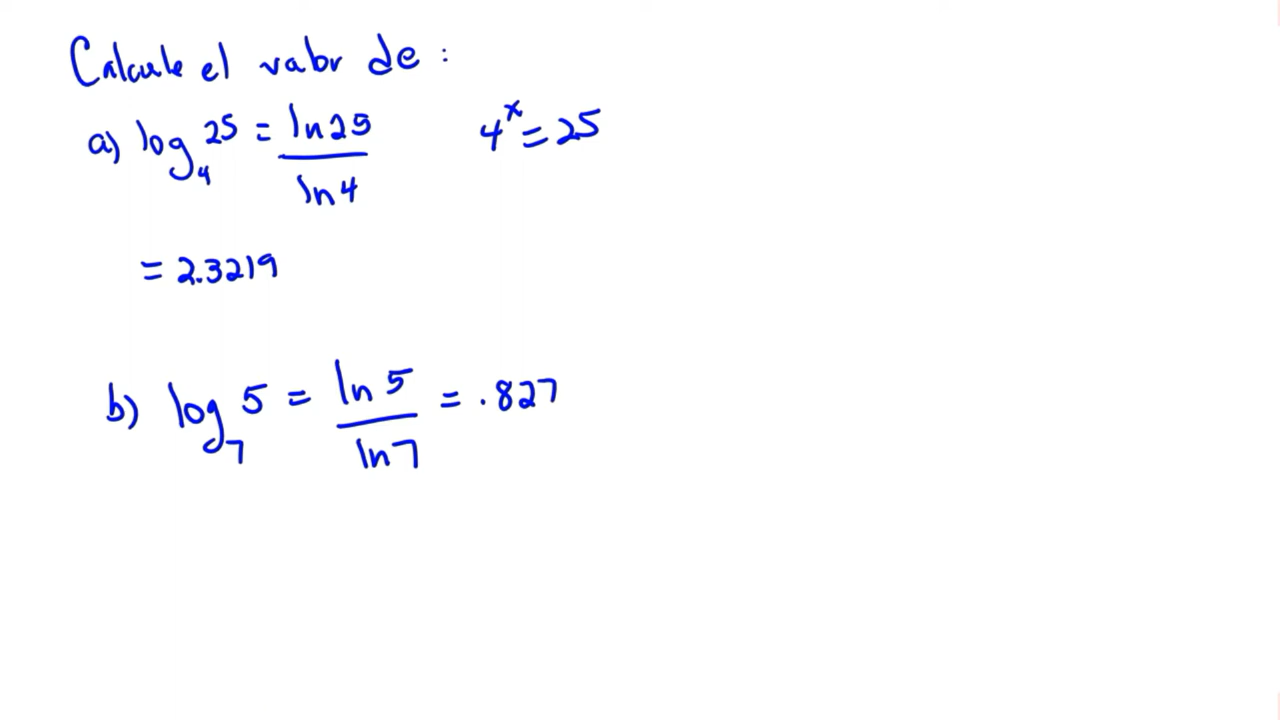 Calcule el valor de :
a) log₄ 25 = ln 25 / ln 4    4ˣ = 25
= 2.3219
b) log₇ 5 = ln 5 / ln 7 = .827